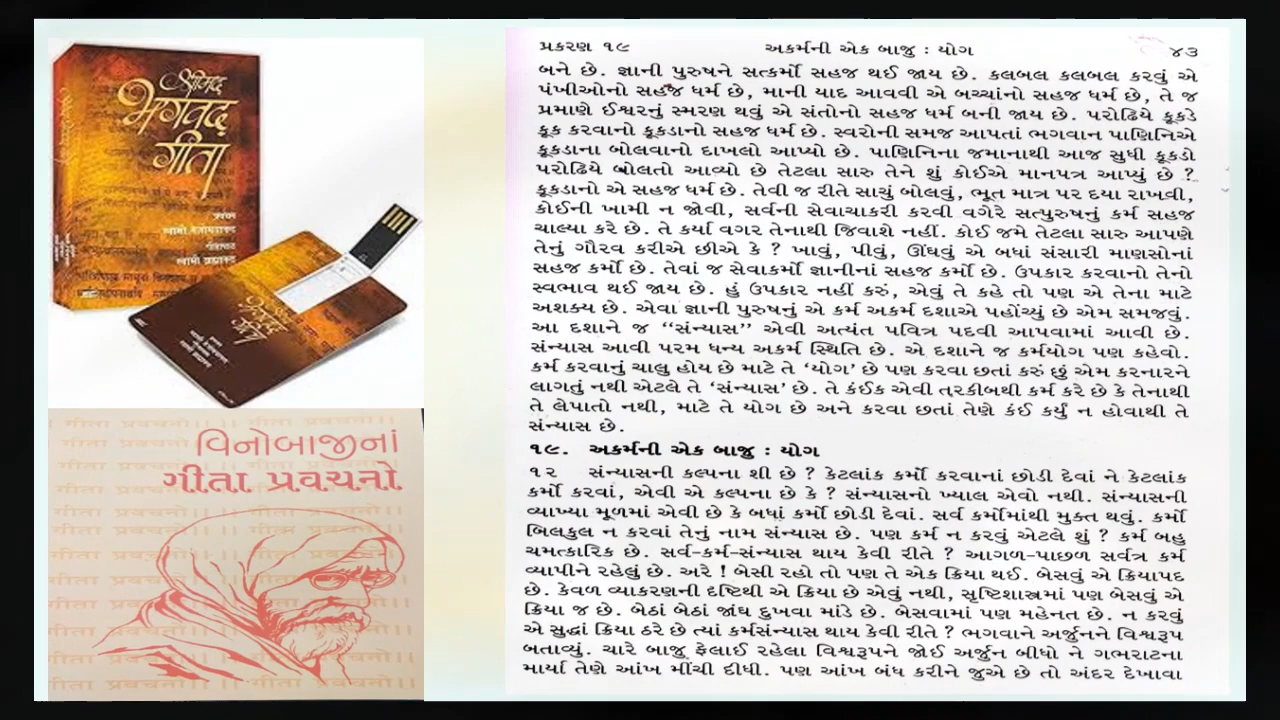 શ્રીમદ્
ભગવદ્
ગીતા
પ્રવચન
વિનોબાજીનાં
ગીતા પ્રવચનો
પ્રકરણ ૧૯ અકર્મની એક બાજુ : યોગ ૪૩
બને છે. જ્ઞાની પુરુષને સત્કર્મો સહજ થઈ જાય છે. કલબલ કલબલ કરવું એ
પંખીઓનો સહજ ધર્મ છે, માની યાદ આવવી એ બચ્ચાંનો સહજ ધર્મ છે, તે જ
પ્રમાણે ઈશ્વરનું સ્મરણ થવું એ સંતોનો સહજ ધર્મ બની જાય છે. પરોઢિયે કૂકડે
કૂક કરવાનો કૂકડાનો સહજ ધર્મ છે. સ્વરોની સમજ આપતાં ભગવાન પાણિનિએ
કૂકડાના બોલવાનો દાખલો આપ્યો છે. પાણિનિના જમાનાથી આજ સુધી કૂકડો
પરોઢિયે બોલતો આવ્યો છે તેટલા સારુ તેને શું કોઈએ માનપત્ર આપ્યું છે ?
કૂકડાનો એ સહજ ધર્મ છે. તેવી જ રીતે સાચું બોલવું, ભૂત માત્ર પર દયા રાખવી,
કોઈની ખામી ન જોવી, સર્વની સેવાચાકરી કરવી વગેરે સત્પુરુષનું કર્મ સહજ
ચાલ્યા કરે છે. તે કર્યા વગર તેનાથી જિવાશે નહીં. કોઈ જમે તેટલા સારુ આપણે
તેનું ગૌરવ કરીએ છીએ કે ? ખાવું, પીવું, ઊંઘવું એ બધાં સંસારી માણસોનાં
સહજ કર્મો છે. તેવાં જ સેવાકર્મો જ્ઞાનીનાં સહજ કર્મો છે. ઉપકાર કરવાનો તેનો
સ્વભાવ થઈ જાય છે. હું ઉપકાર નહીં કરું, એવું તે કહે તો પણ એ તેના માટે
અશક્ય છે. એવા જ્ઞાની પુરુષનું એ કર્મ અકર્મ દશાએ પહોંચ્યું છે એમ સમજવું.
આ દશાને જ ‘‘સંન્યાસ’’ એવી અત્યંત પવિત્ર પદવી આપવામાં આવી છે.
સંન્યાસ આવી પરમ ધન્ય અકર્મ સ્થિતિ છે. એ દશાને જ કર્મયોગ પણ કહેવો.
કર્મ કરવાનું ચાલુ હોય છે માટે તે ‘યોગ’ છે પણ કરવા છતાં કરું છું એમ કરનારને
લાગતું નથી એટલે તે ‘સંન્યાસ’ છે. તે કંઈક એવી તરકીબથી કર્મ કરે છે કે તેનાથી
તે લેપાતો નથી, માટે તે યોગ છે અને કરવા છતાં તેણે કંઈ કર્યું ન હોવાથી તે
સંન્યાસ છે.
૧૯. અકર્મની એક બાજુ : યોગ
૧૨ સંન્યાસની કલ્પના શી છે ? કેટલાંક કર્મો કરવાનાં છોડી દેવાં ને કેટલાંક
કર્મો કરવાં, એવી એ કલ્પના છે કે ? સંન્યાસનો ખ્યાલ એવો નથી. સંન્યાસની
વ્યાખ્યા મૂળમાં એવી છે કે બધાં કર્મો છોડી દેવાં. સર્વ કર્મોમાંથી મુક્ત થવું. કર્મો
બિલકુલ ન કરવાં તેનું નામ સંન્યાસ છે. પણ કર્મ ન કરવું એટલે શું ? કર્મ બહુ
ચમત્કારિક છે. સર્વ-કર્મ-સંન્યાસ થાય કેવી રીતે ? આગળ-પાછળ સર્વત્ર કર્મ
વ્યાપીને રહેલું છે. અરે ! બેસી રહો તો પણ તે એક ક્રિયા થઈ. બેસવું એ ક્રિયાપદ
છે. કેવળ વ્યાકરણની દૃષ્ટિથી એ ક્રિયા છે એવું નથી, સૃષ્ટિશાસ્ત્રમાં પણ બેસવું એ
ક્રિયા જ છે. બેઠાં બેઠાં જાંઘ દુખવા માંડે છે. બેસવામાં પણ મહેનત છે. ન કરવું
એ સુદ્ધાં ક્રિયા ઠરે છે ત્યાં કર્મસંન્યાસ થાય કેવી રીતે ? ભગવાને અર્જુનને વિશ્વરૂપ
બતાવ્યું. ચારે બાજુ ફેલાઈ રહેલા વિશ્વરૂપને જોઈ અર્જુન બીધો ને ગભરાટના
માર્યા તેણે આંખ મીંચી દીધી. પણ આંખ બંધ કરીને જુએ છે તો અંદર દેખાવા